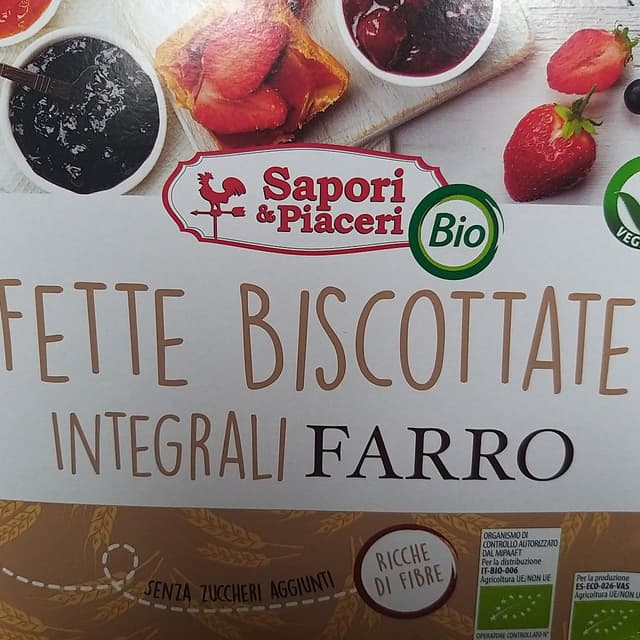 Sapori
& Piaceri
Bio
FETTE BISCOTTATE
INTEGRALI FARRO
RICCHE
DI FIBRE
SENZA ZUCCHERI AGGIUNTI
ORGANISMO DI
CONTROLLO AUTORIZZATO
DAL MIPAAFT
Per la distribuzione
IT-BIO-006
Agricoltura UE/NON UE
OPERATORE CONTROLLATO N°
Per la produzione
ES-ECO-026-VAS
Agricoltura UE/NON U